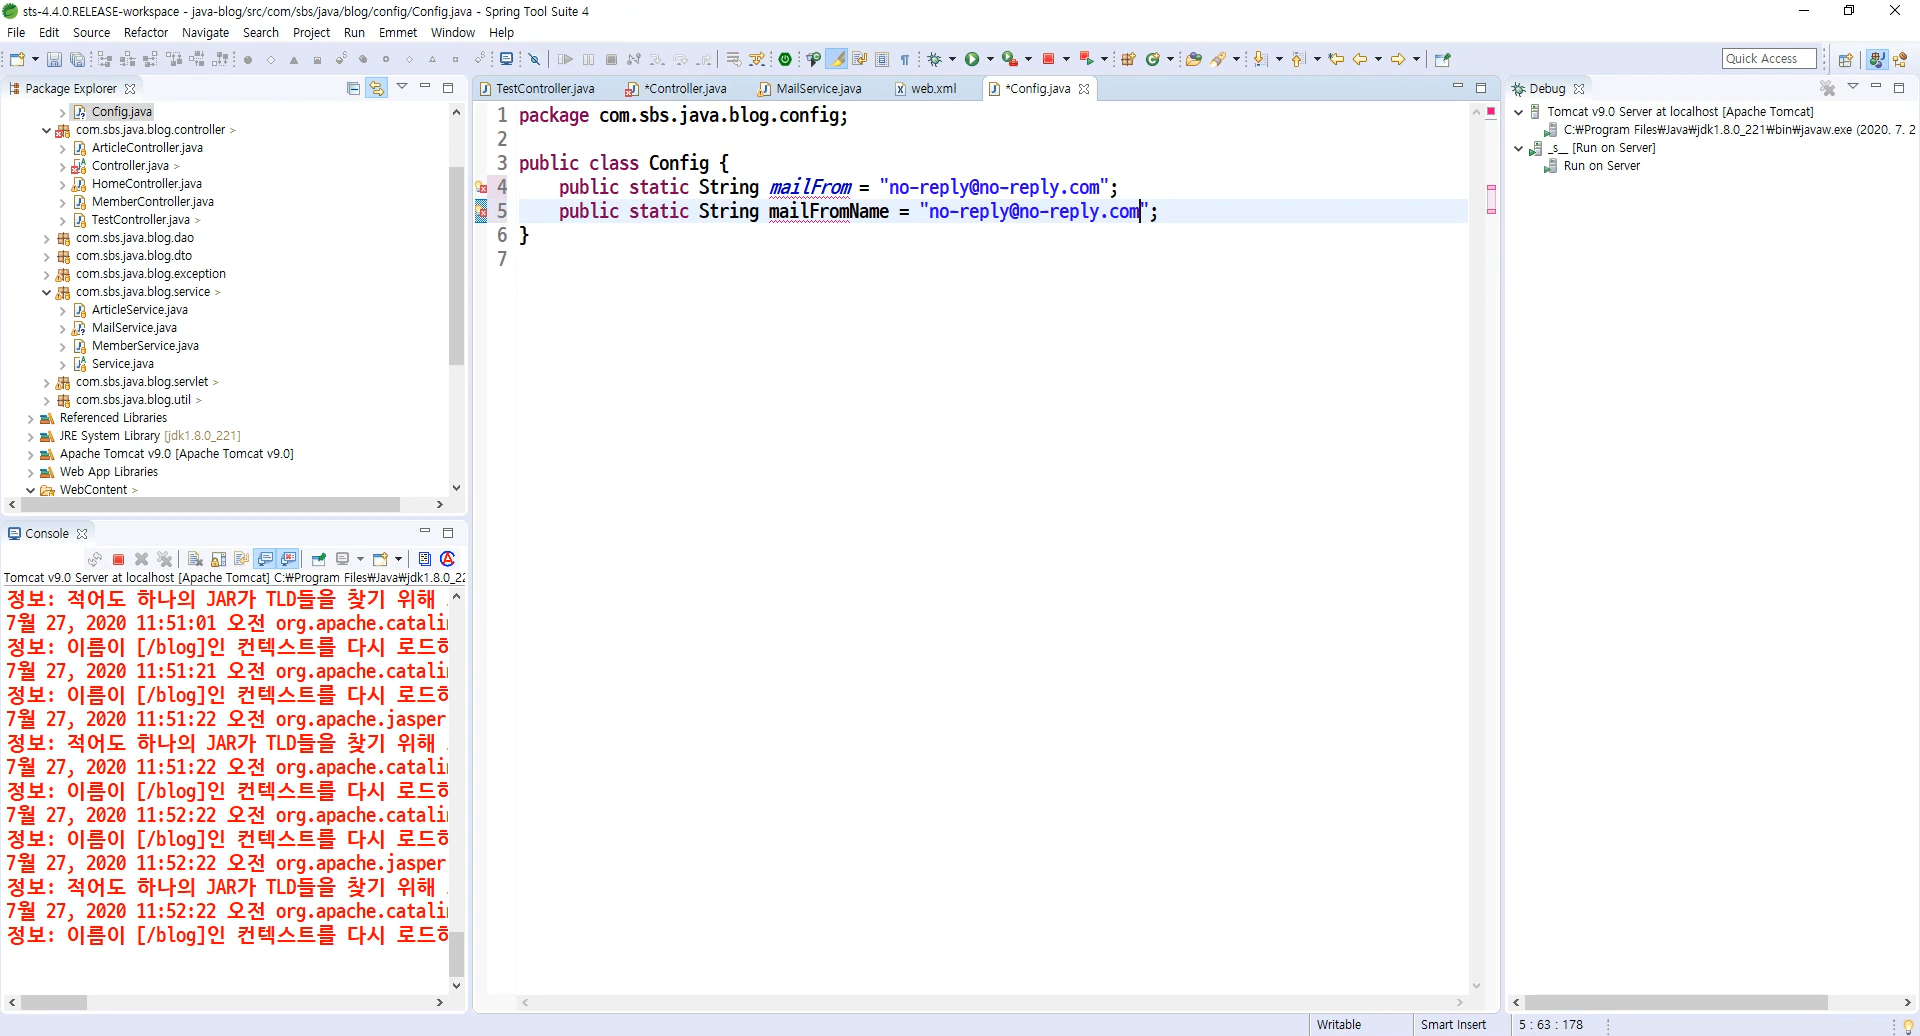 sts-4.4.0.RELEASE-workspace - java-blog/src/com/sbs/java/blog/config/Config.java - Spring Tool Suite 4
File Edit Source Refactor Navigate Search Project Run Emmet Window Help
Quick Access
Package Explorer
Config.java
com.sbs.java.blog.controller >
ArticleController.java
Controller.java >
HomeController.java
MemberController.java
TestController.java >
com.sbs.java.blog.dao
com.sbs.java.blog.dto
com.sbs.java.blog.exception
com.sbs.java.blog.service >
ArticleService.java
MailService.java
MemberService.java
Service.java
com.sbs.java.blog.servlet >
com.sbs.java.blog.util >
Referenced Libraries
JRE System Library [jdk1.8.0_221]
Apache Tomcat v9.0 [Apache Tomcat v9.0]
Web App Libraries
WebContent >
Console
Tomcat v9.0 Server at localhost [Apache Tomcat] C:₩Program Files₩Java₩jdk1.8.0_22
정보: 적어도 하나의 JAR가 TLD들을 찾기 위해
7월 27, 2020 11:51:01 오전 org.apache.catali
정보: 이름이 [/blog]인 컨텍스트를 다시 로드하
7월 27, 2020 11:51:21 오전 org.apache.catali
정보: 이름이 [/blog]인 컨텍스트를 다시 로드하
7월 27, 2020 11:51:22 오전 org.apache.jasper
정보: 적어도 하나의 JAR가 TLD들을 찾기 위해
7월 27, 2020 11:51:22 오전 org.apache.catali
정보: 이름이 [/blog]인 컨텍스트를 다시 로드하
7월 27, 2020 11:52:22 오전 org.apache.catali
정보: 이름이 [/blog]인 컨텍스트를 다시 로드하
7월 27, 2020 11:52:22 오전 org.apache.jasper
정보: 적어도 하나의 JAR가 TLD들을 찾기 위해
7월 27, 2020 11:52:22 오전 org.apache.catali
정보: 이름이 [/blog]인 컨텍스트를 다시 로드하
TestController.java *Controller.java MailService.java web.xml *Config.java
1 package com.sbs.java.blog.config;
2
3 public class Config {
4 public static String mailFrom = "no-reply@no-reply.com";
5 public static String mailFromName = "no-reply@no-reply.com";
6 }
7
Debug
Tomcat v9.0 Server at localhost [Apache Tomcat]
C:₩Program Files₩Java₩jdk1.8.0_221₩bin₩javaw.exe (2020. 7. 2
_s_ [Run on Server]
Run on Server
Writable Smart Insert 5 : 63 : 178